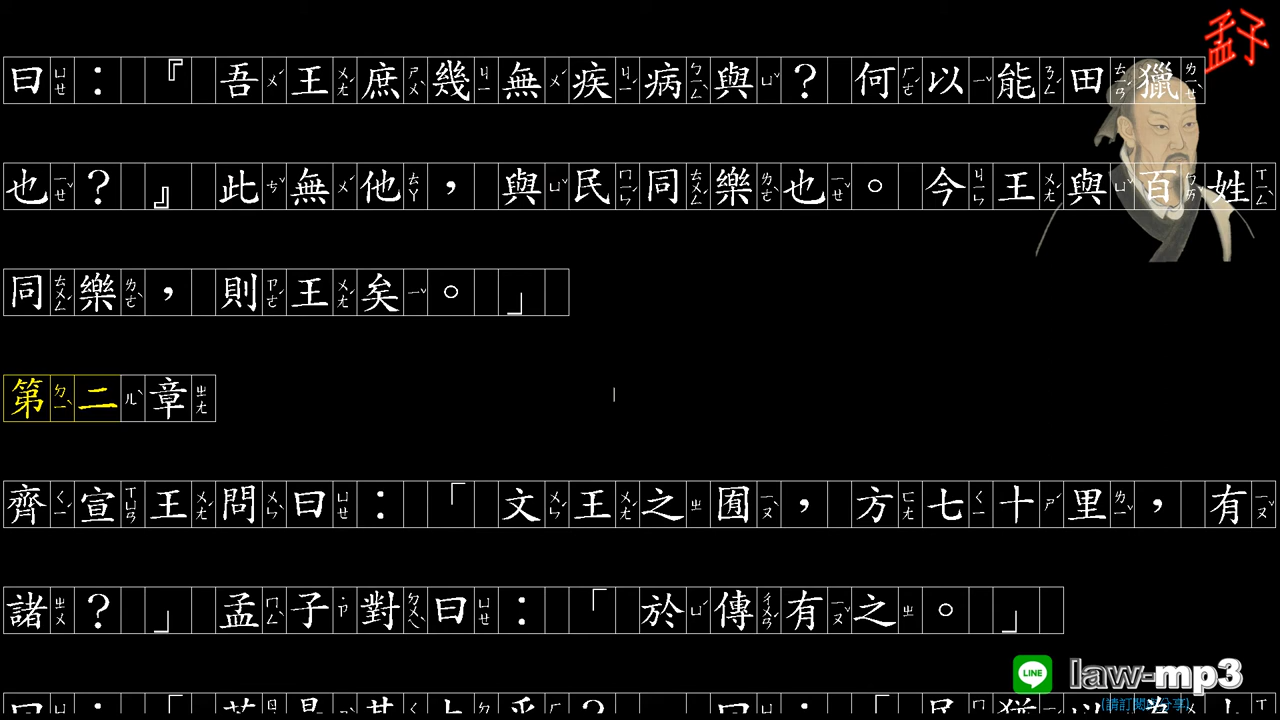 孟子
曰：『吾王庶幾無疾病與？何以能田獵
也？』此無他，與民同樂也。今王與百姓
同樂，則王矣。」
第二章
齊宣王問曰：「文王之囿，方七十里，有
諸？」孟子對曰：「於傳有之。」
LINE law-mp3